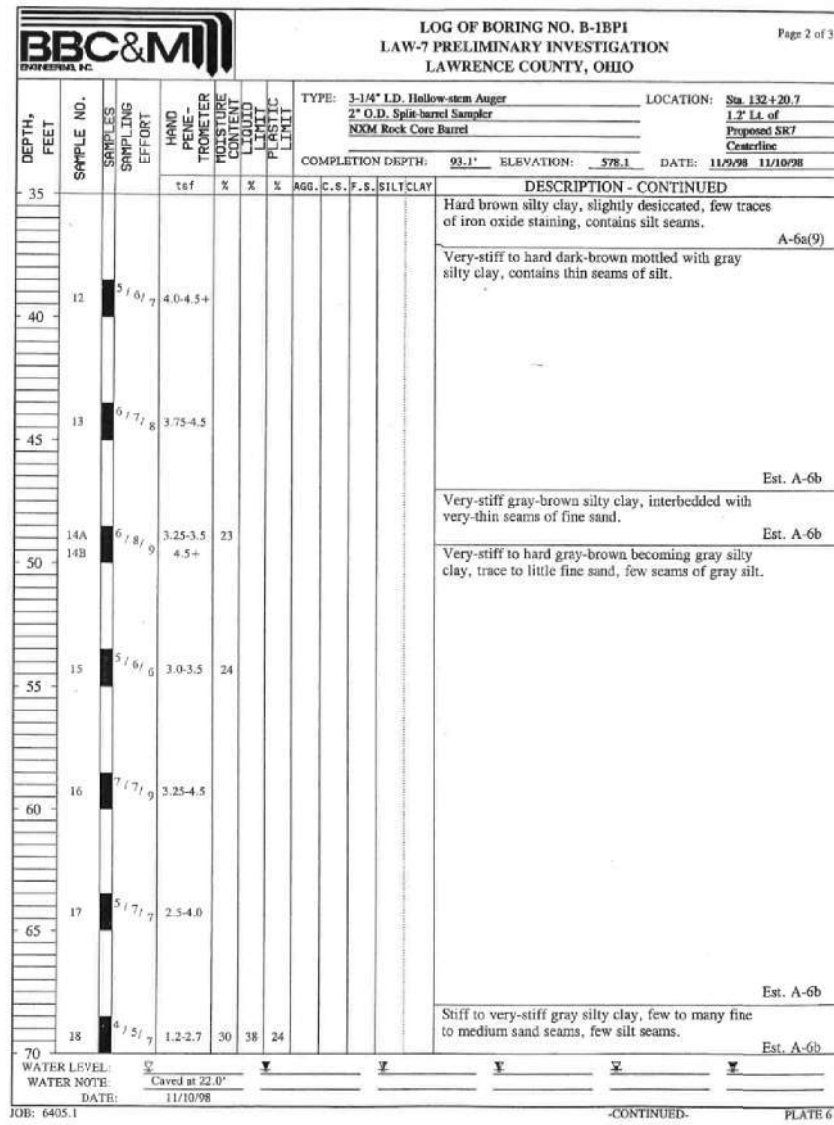 BBC&M
ENGINEERING, INC.
LOG OF BORING NO. B-1BP1
LAW-7 PRELIMINARY INVESTIGATION
LAWRENCE COUNTY, OHIO
Page 2 of 3
DEPTH, FEET
SAMPLE NO.
SAMPLES
SAMPLING EFFORT
HAND PENE-TROMETER
MOISTURE CONTENT
LIQUID LIMIT
PLASTIC LIMIT
TYPE: 3-1/4" I.D. Hollow-stem Auger
2" O.D. Split-barrel Sampler
NXM Rock Core Barrel
LOCATION: Sta. 132+20.7
1.2' Lt. of
Proposed SR7
Centerline
COMPLETION DEPTH: 93.1' ELEVATION: 578.1 DATE: 11/9/98 11/10/98
tsf % % % AGG. C.S. F.S. SILT CLAY DESCRIPTION - CONTINUED
35
Hard brown silty clay, slightly desiccated, few traces
of iron oxide staining, contains silt seams.
A-6a(9)
Very-stiff to hard dark-brown mottled with gray
silty clay, contains thin seams of silt.
12 5/6/7 4.0-4.5+
40
13 6/7/8 3.75-4.5
45
Est. A-6b
Very-stiff gray-brown silty clay, interbedded with
very-thin seams of fine sand.
14A 6/8/9 3.25-3.5 23 Est. A-6b
14B 4.5+
50
Very-stiff to hard gray-brown becoming gray silty
clay, trace to little fine sand, few seams of gray silt.
15 5/6/6 3.0-3.5 24
55
16 7/7/9 3.25-4.5
60
17 5/7/7 2.5-4.0
65
Est. A-6b
Stiff to very-stiff gray silty clay, few to many fine
to medium sand seams, few silt seams.
18 4/5/7 1.2-2.7 30 38 24
Est. A-6b
70
WATER LEVEL:
WATER NOTE: Caved at 22.0'
DATE: 11/10/98
JOB: 6405.1 -CONTINUED- PLATE 6